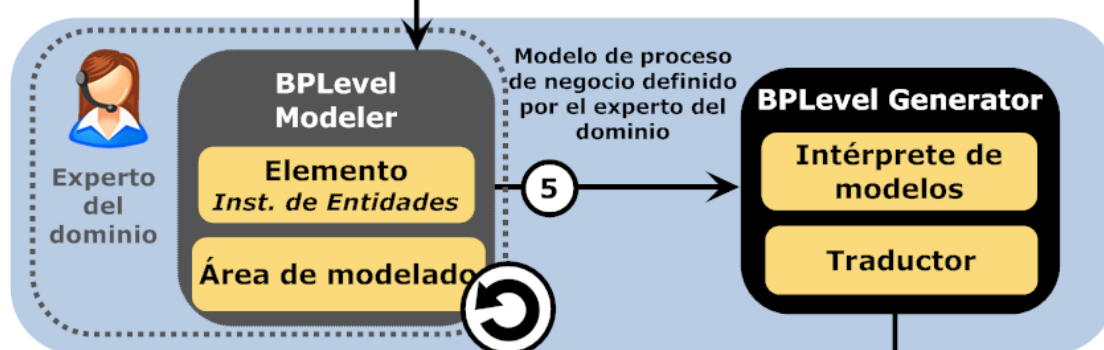 Experto
del
dominio
BPLevel
Modeler
Elemento
Inst. de Entidades
Área de modelado
Modelo de proceso
de negocio definido
por el experto del
dominio
5
BPLevel Generator
Intérprete de
modelos
Traductor